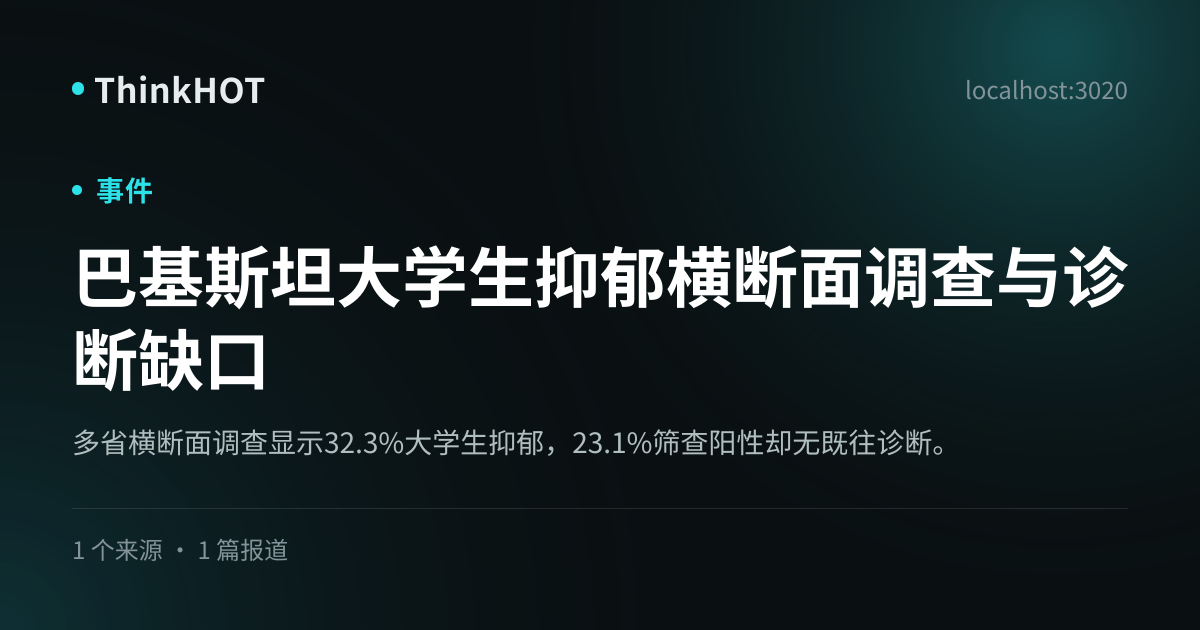 ThinkHOT
localhost:3020
事件
巴基斯坦大学生抑郁横断面调查与诊
断缺口
多省横断面调查显示32.3%大学生抑郁，23.1%筛查阳性却无既往诊断。
1 个来源 · 1 篇报道